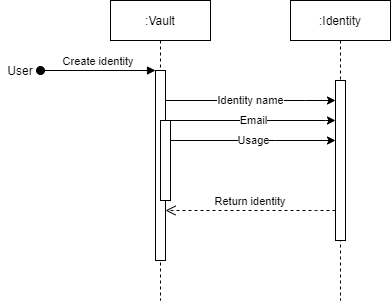 :Vault
:Identity
Create identity
User
Identity name
Email
Usage
Return identity